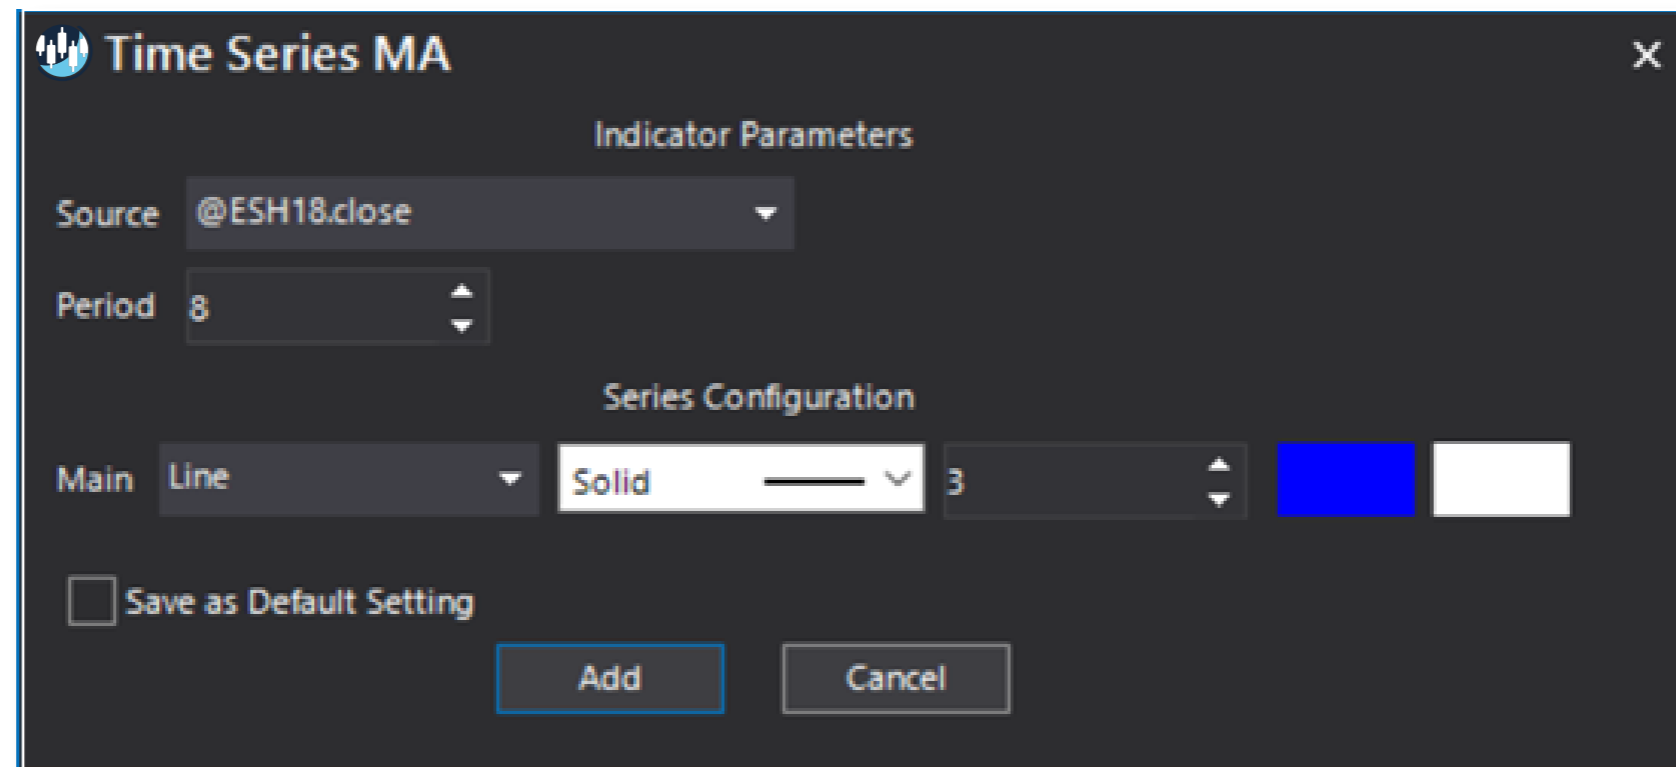 Time Series MA
Indicator Parameters
Source @ESH18.close
Period 8
Series Configuration
Main Line Solid 3
Save as Default Setting
Add Cancel